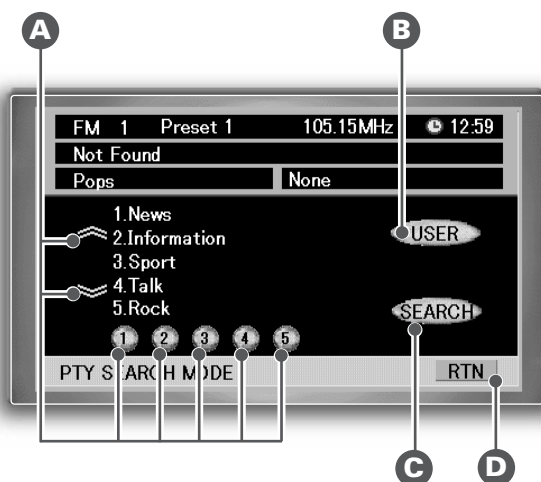 A B
FM 1 Preset 1 105.15MHz 12:59
Not Found
Pops None
1.News
2.Information
3.Sport
4.Talk
5.Rock
USER
SEARCH
1 2 3 4 5
PTY SEARCH MODE RTN
C D